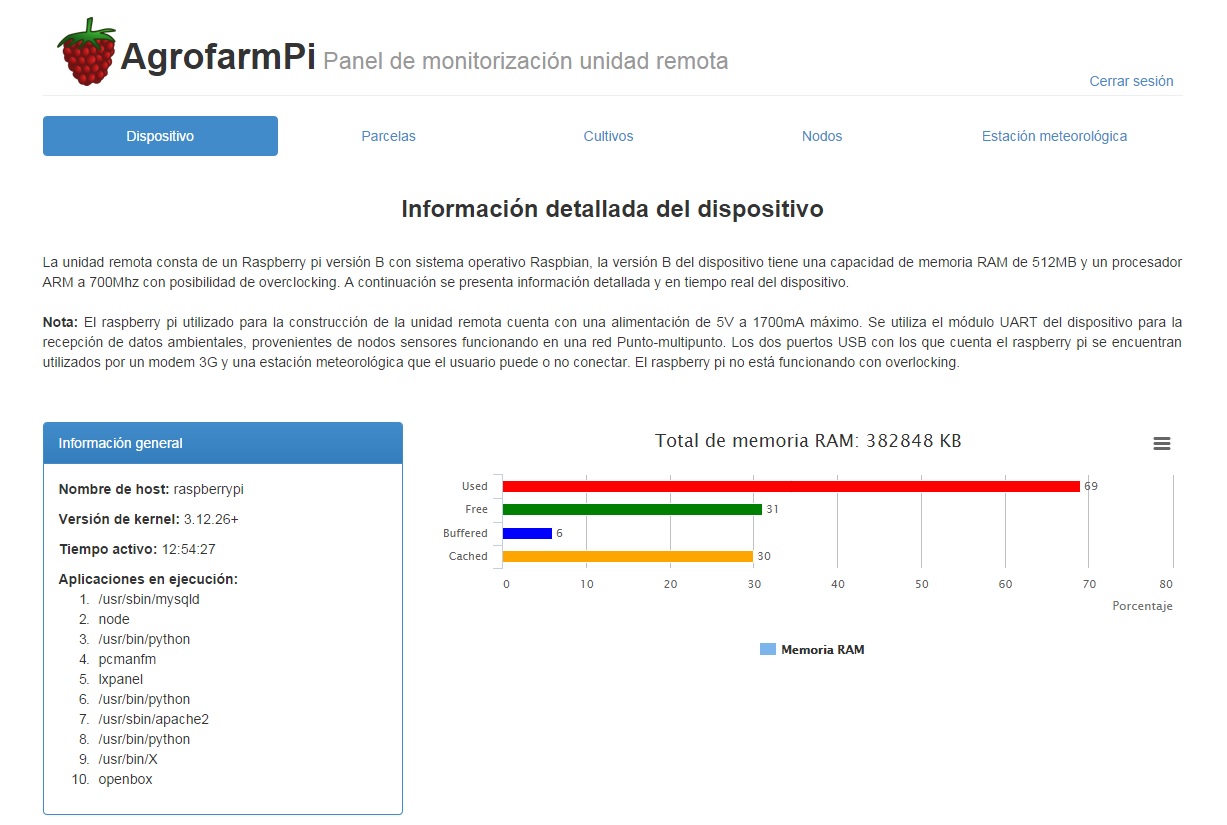 AgrofarmPi Panel de monitorización unidad remota
Cerrar sesión
Dispositivo Parcelas Cultivos Nodos Estación meteorológica
Información detallada del dispositivo
La unidad remota consta de un Raspberry pi versión B con sistema operativo Raspbian, la versión B del dispositivo tiene una capacidad de memoria RAM de 512MB y un procesador
ARM a 700Mhz con posibilidad de overclocking. A continuación se presenta información detallada y en tiempo real del dispositivo.
Nota: El raspberry pi utilizado para la construcción de la unidad remota cuenta con una alimentación de 5V a 1700mA máximo. Se utiliza el módulo UART del dispositivo para la
recepción de datos ambientales, provenientes de nodos sensores funcionando en una red Punto-multipunto. Los dos puertos USB con los que cuenta el raspberry pi se encuentran
utilizados por un modem 3G y una estación meteorológica que el usuario puede o no conectar. El raspberry pi no está funcionando con overlocking.
Información general
Nombre de host: raspberrypi
Versión de kernel: 3.12.26+
Tiempo activo: 12:54:27
Aplicaciones en ejecución:
1. /usr/sbin/mysqld
2. node
3. /usr/bin/python
4. pcmanfm
5. lxpanel
6. /usr/bin/python
7. /usr/sbin/apache2
8. /usr/bin/python
9. /usr/bin/X
10. openbox
Total de memoria RAM: 382848 KB
Used 69
Free 31
Buffered 6
Cached 30
0 10 20 30 40 50 60 70 80
Porcentaje
Memoria RAM